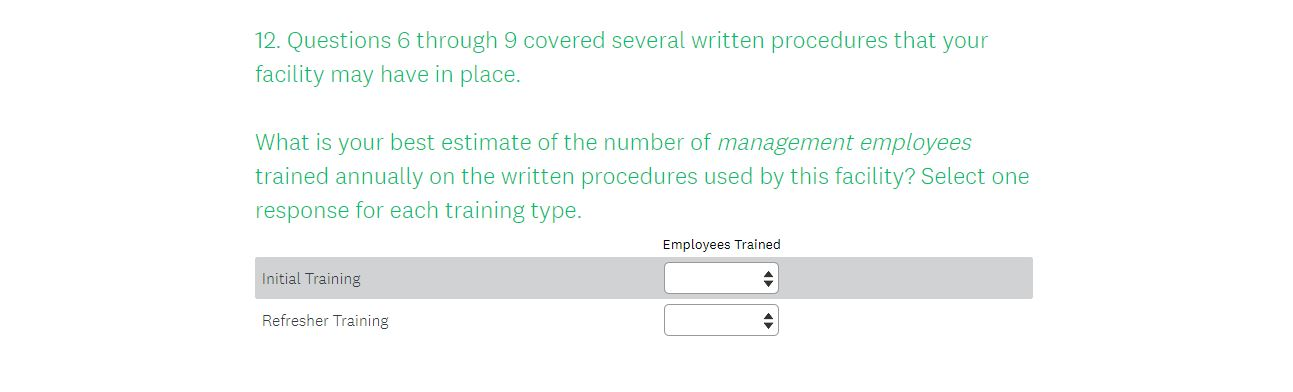 12. Questions 6 through 9 covered several written procedures that your
facility may have in place.
What is your best estimate of the number of management employees
trained annually on the written procedures used by this facility? Select one
response for each training type.
Employees Trained
Initial Training
Refresher Training